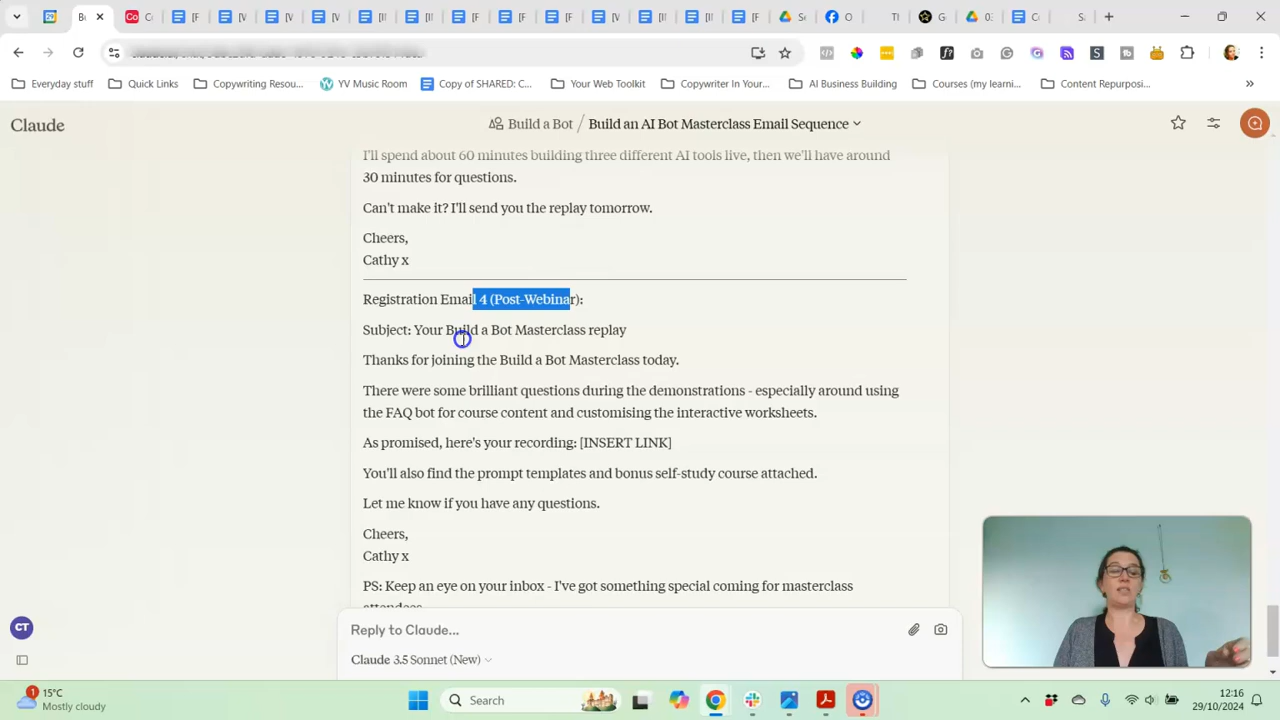 Everyday stuff
Quick Links
Copywriting Resou...
YV Music Room
Copy of SHARED: C...
Your Web Toolkit
Copywriter In Your...
AI Business Building
Courses (my learni...
Content Repurposi...
Claude
Build a Bot / Build an AI Bot Masterclass Email Sequence
I'll spend about 60 minutes building three different AI tools live, then we'll have around
30 minutes for questions.
Can't make it? I'll send you the replay tomorrow.
Cheers,
Cathy x
Registration Email 4 (Post-Webinar):
Subject: Your Build a Bot Masterclass replay
Thanks for joining the Build a Bot Masterclass today.
There were some brilliant questions during the demonstrations - especially around using
the FAQ bot for course content and customising the interactive worksheets.
As promised, here's your recording: [INSERT LINK]
You'll also find the prompt templates and bonus self-study course attached.
Let me know if you have any questions.
Cheers,
Cathy x
PS: Keep an eye on your inbox - I've got something special coming for masterclass
attendees
Reply to Claude...
Claude 3.5 Sonnet (New)
CT
1
15°C
Mostly cloudy
Search
12:16
29/10/2024